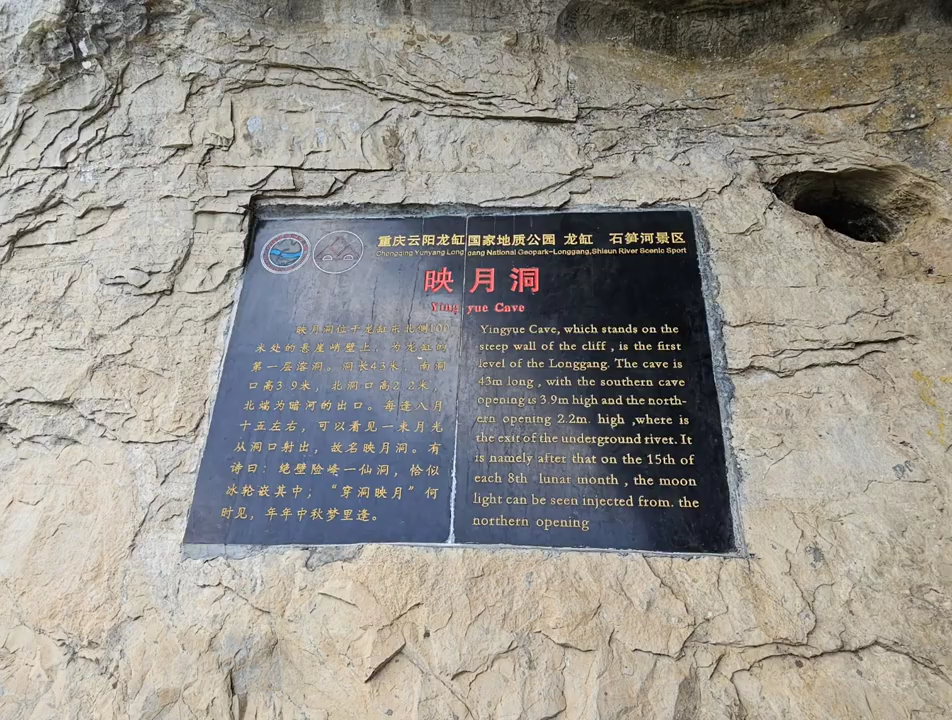 重庆云阳龙缸国家地质公园 龙缸 石笋河景区
Chongqing Yunyang Longgang National Geopark-Longgang,Shisun River Scenic Sport
映月洞
Ying yue Cave
映月洞位于龙缸东北侧
米处的悬崖峭壁上，为龙缸的
第一层溶洞。洞长43米，南洞
口高3.9米，北洞口高2.2米，
北端为暗河的出口。每逢八月
十五左右，可以看见一束月光
从洞口射出，故名映月洞。有
诗曰：绝壁险峰一仙洞，恰似
冰轮嵌其中；“穿洞映月”何
时见，年年中秋梦里逢。
Yingyue Cave, which stands on the
steep wall of the cliff , is the first
level of the Longgang. The cave is
43m long , with the southern cave
opening is 3.9m high and the north-
ern opening 2.2m. high ,where is
the exit of the underground river. It
is namely after that on the 15th of
each 8th lunar month , the moon
light can be seen injected from. the
northern opening